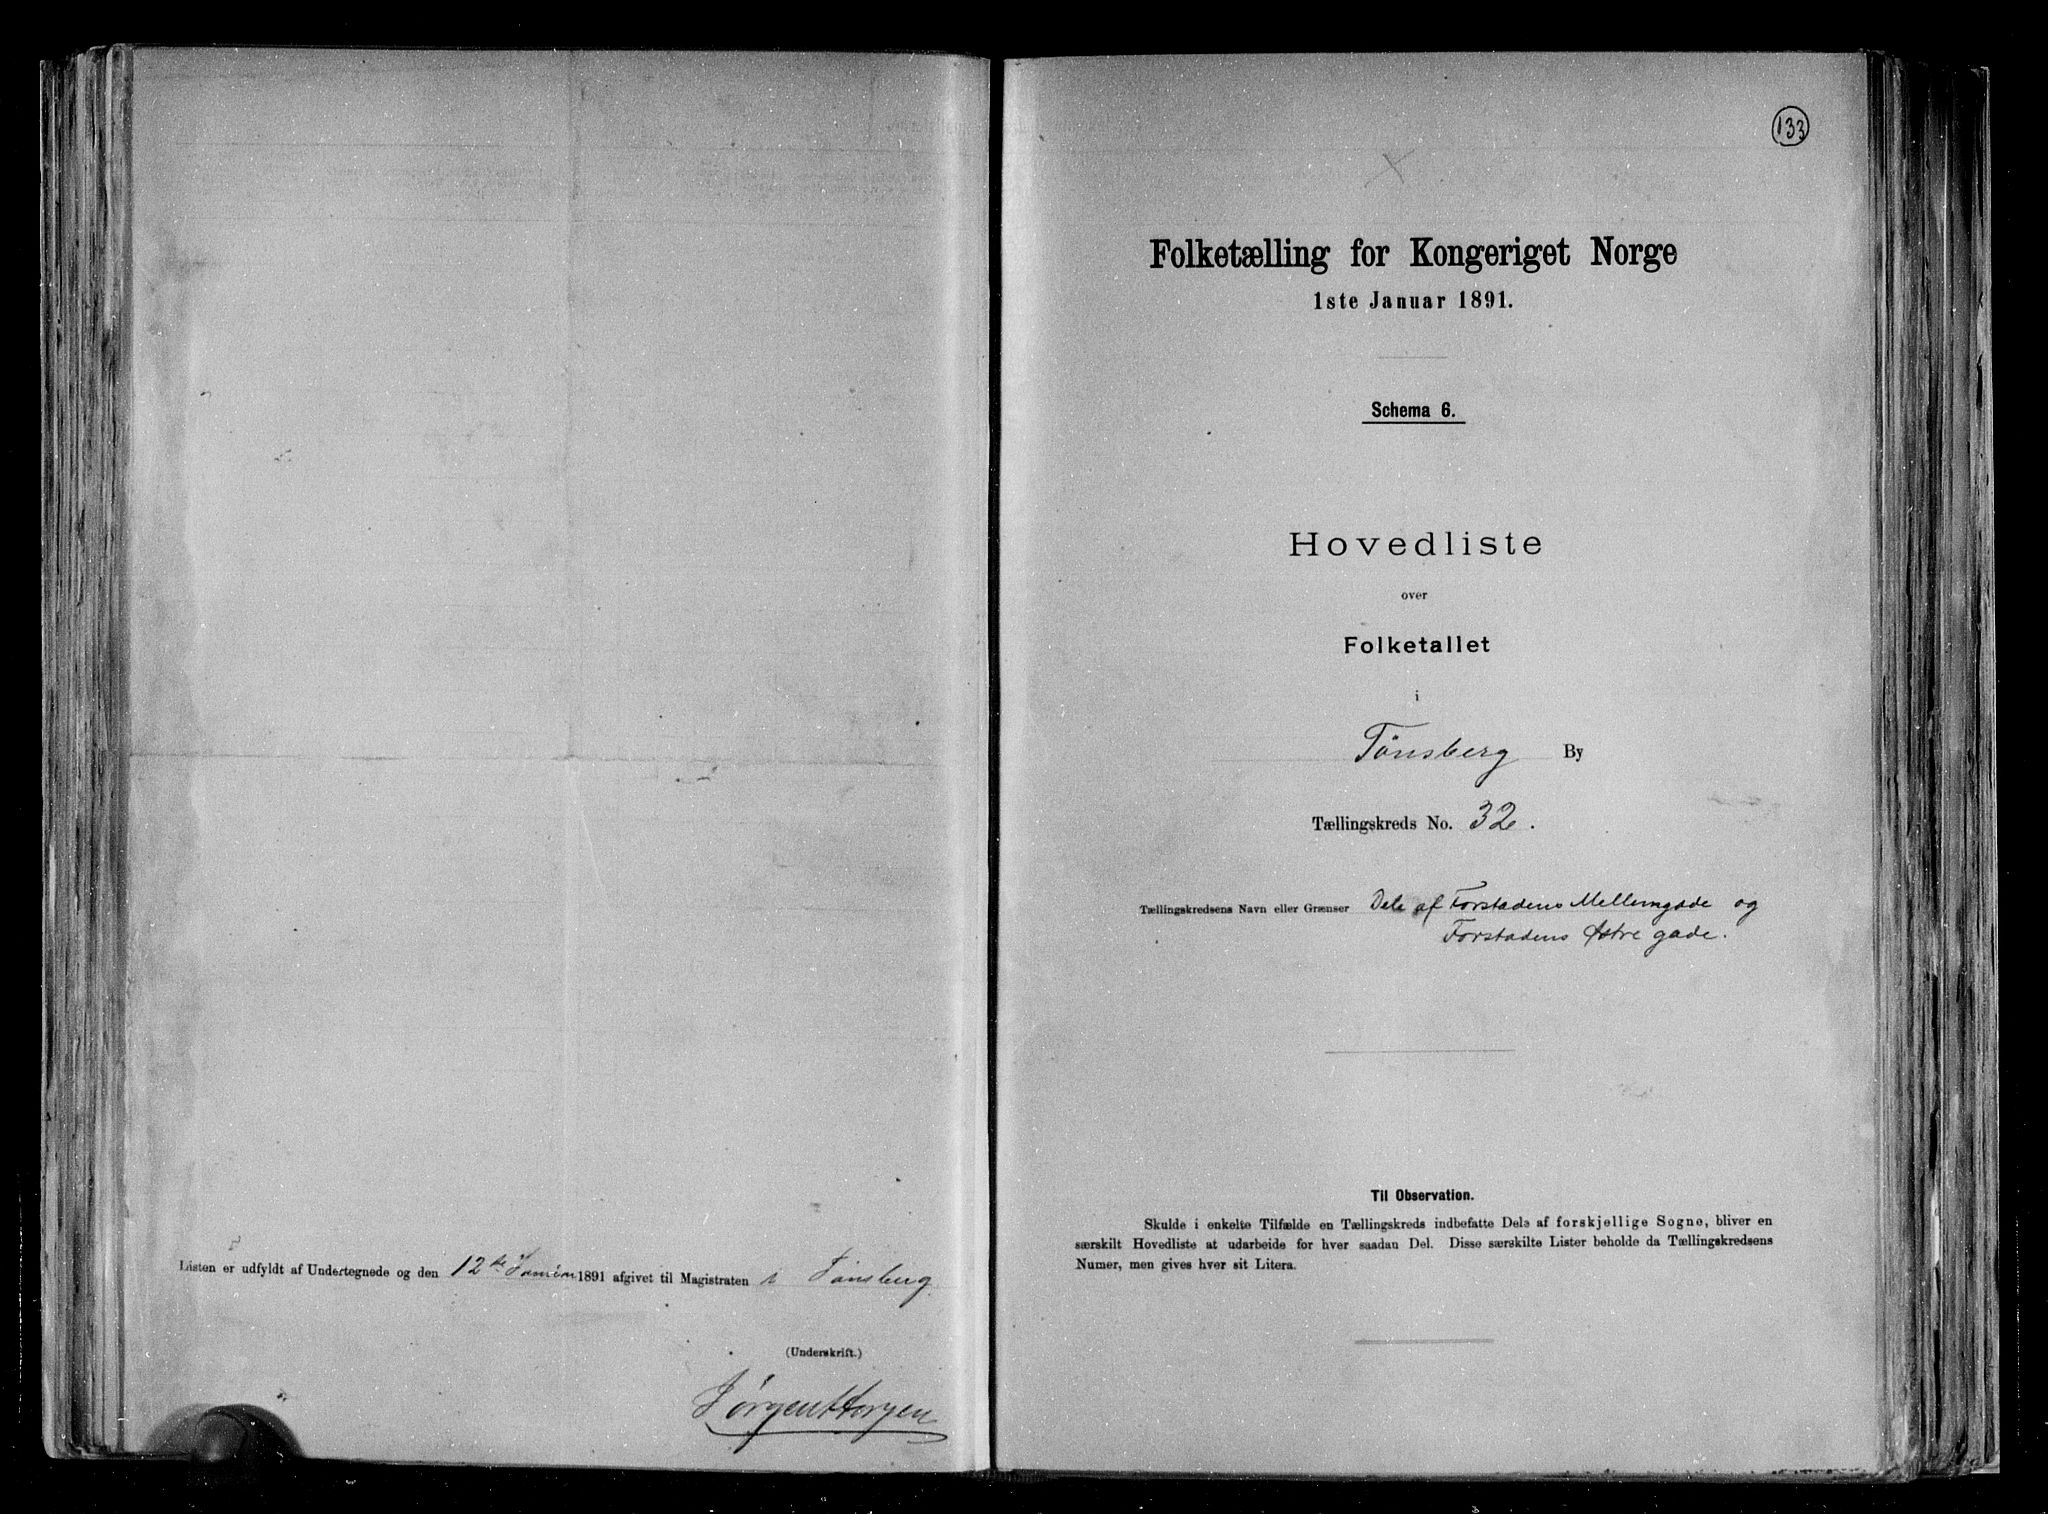 Listen er udfyldt af Undertegnede og den 12te Januar 1891 afgivet til Magistraten i Tönsberg
(Underskrift.)
Jørgen Horgen
133
Folketælling for Kongeriget Norge
1ste Januar 1891.
Schema 6.
Hovedliste
over
Folketallet
i
Tönsberg By
Tællingskreds No. 32.
Tællingskredsens Navn eller Grænser Dele af Forstadens Mellemgade og
Forstadens Østre gade.
Til Observation.
Skulde i enkelte Tilfælde en Tællingskreds indbefatte Dele af forskjellige Sogne, bliver en
særskilt Hovedliste at udarbeide for hver saadan Del. Disse særskilte Lister beholde da Tællingskredsens
Numer, men gives hver sit Litera.